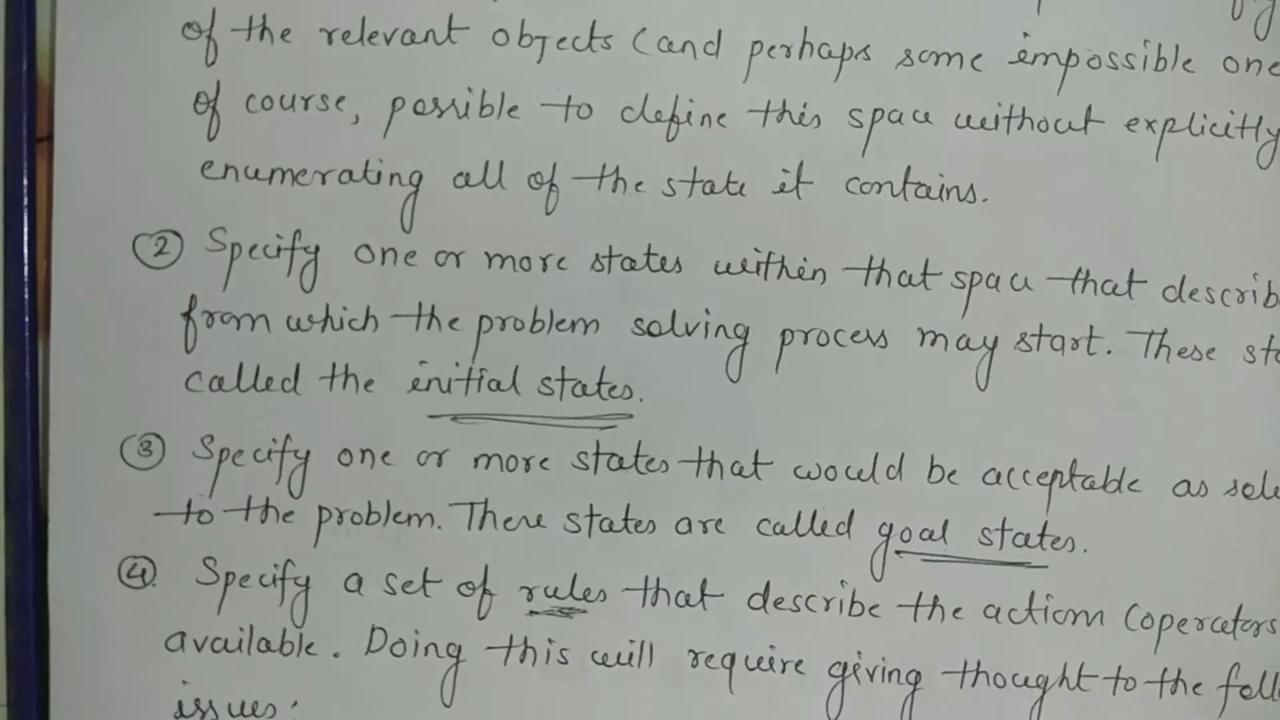 of the relevant objects (and perhaps some impossible one
of course, possible to define this space without explicitly
enumerating all of the state it contains.
② Specify one or more states within that space that describ
from which the problem solving process may start. These sta
called the initial states.
③ Specify one or more states that would be acceptable as solu
to the problem. These states are called goal states.
④ Specify a set of rules that describe the action (operators
available. Doing this will require giving thought to the foll
issues: